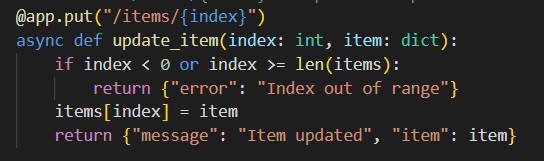 @app.put("/items/{index}")
async def update_item(index: int, item: dict):
    if index < 0 or index >= len(items):
        return {"error": "Index out of range"}
    items[index] = item
    return {"message": "Item updated", "item": item}